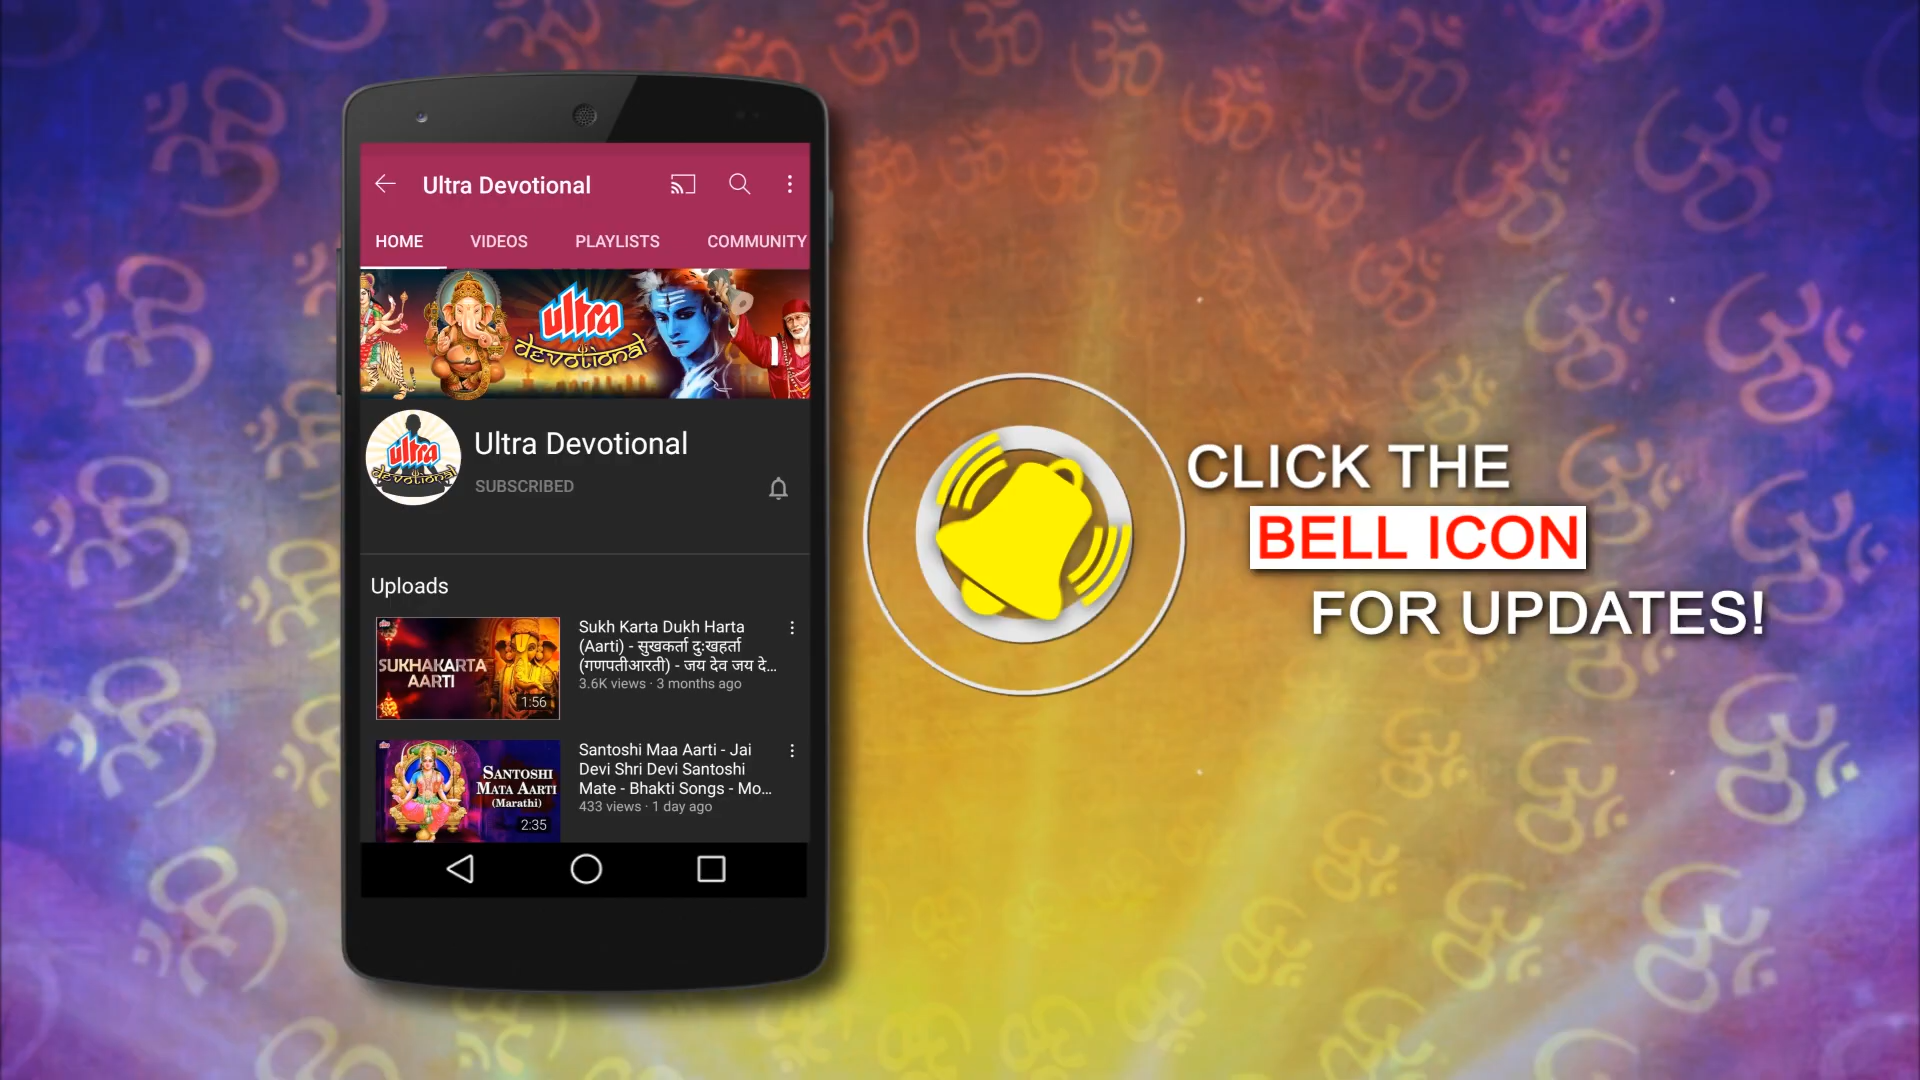 Ultra Devotional
HOME VIDEOS PLAYLISTS COMMUNITY
ultra
devotional
ultra
devotional
Ultra Devotional
SUBSCRIBED
Uploads
SUKHAKARTA
AARTI
1:56
Sukh Karta Dukh Harta
(Aarti) - सुखकर्ता दुःखहर्ता
(गणपतीआरती) - जय देव जय दे...
3.6K views · 3 months ago
SANTOSHI
MATA AARTI
(Marathi)
2:35
Santoshi Maa Aarti - Jai
Devi Shri Devi Santoshi
Mate - Bhakti Songs - Mo...
433 views · 1 day ago
CLICK THE
BELL ICON
FOR UPDATES!